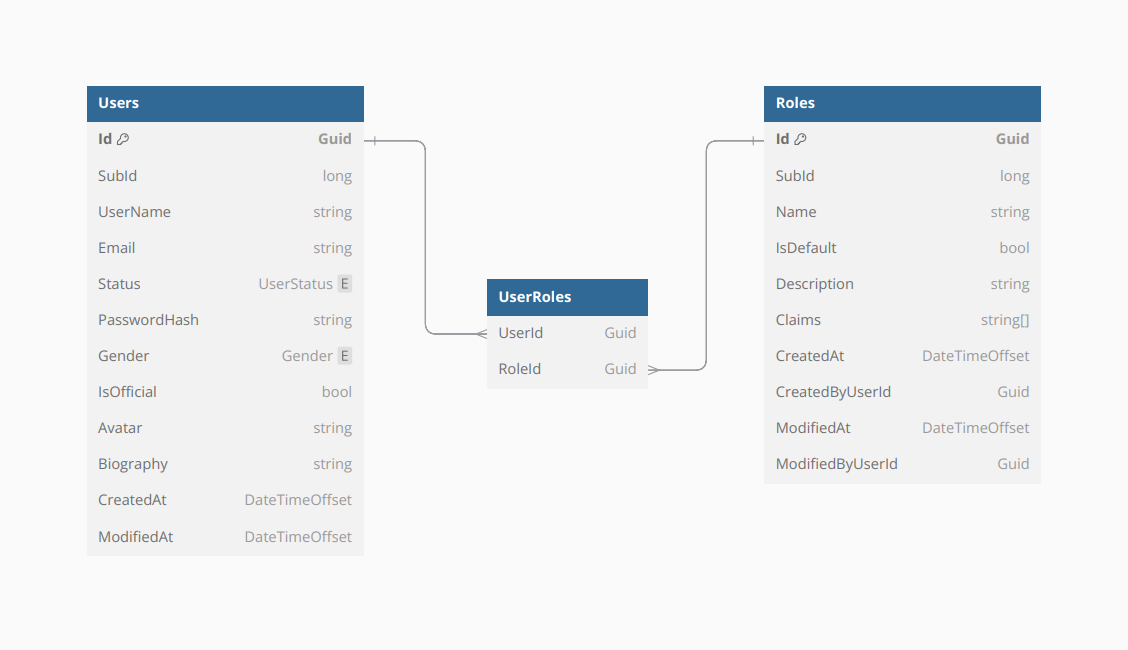 Users
Id Guid
SubId long
UserName string
Email string
Status UserStatus E
PasswordHash string
Gender Gender E
IsOfficial bool
Avatar string
Biography string
CreatedAt DateTimeOffset
ModifiedAt DateTimeOffset
UserRoles
UserId Guid
RoleId Guid
Roles
Id Guid
SubId long
Name string
IsDefault bool
Description string
Claims string[]
CreatedAt DateTimeOffset
CreatedByUserId Guid
ModifiedAt DateTimeOffset
ModifiedByUserId Guid